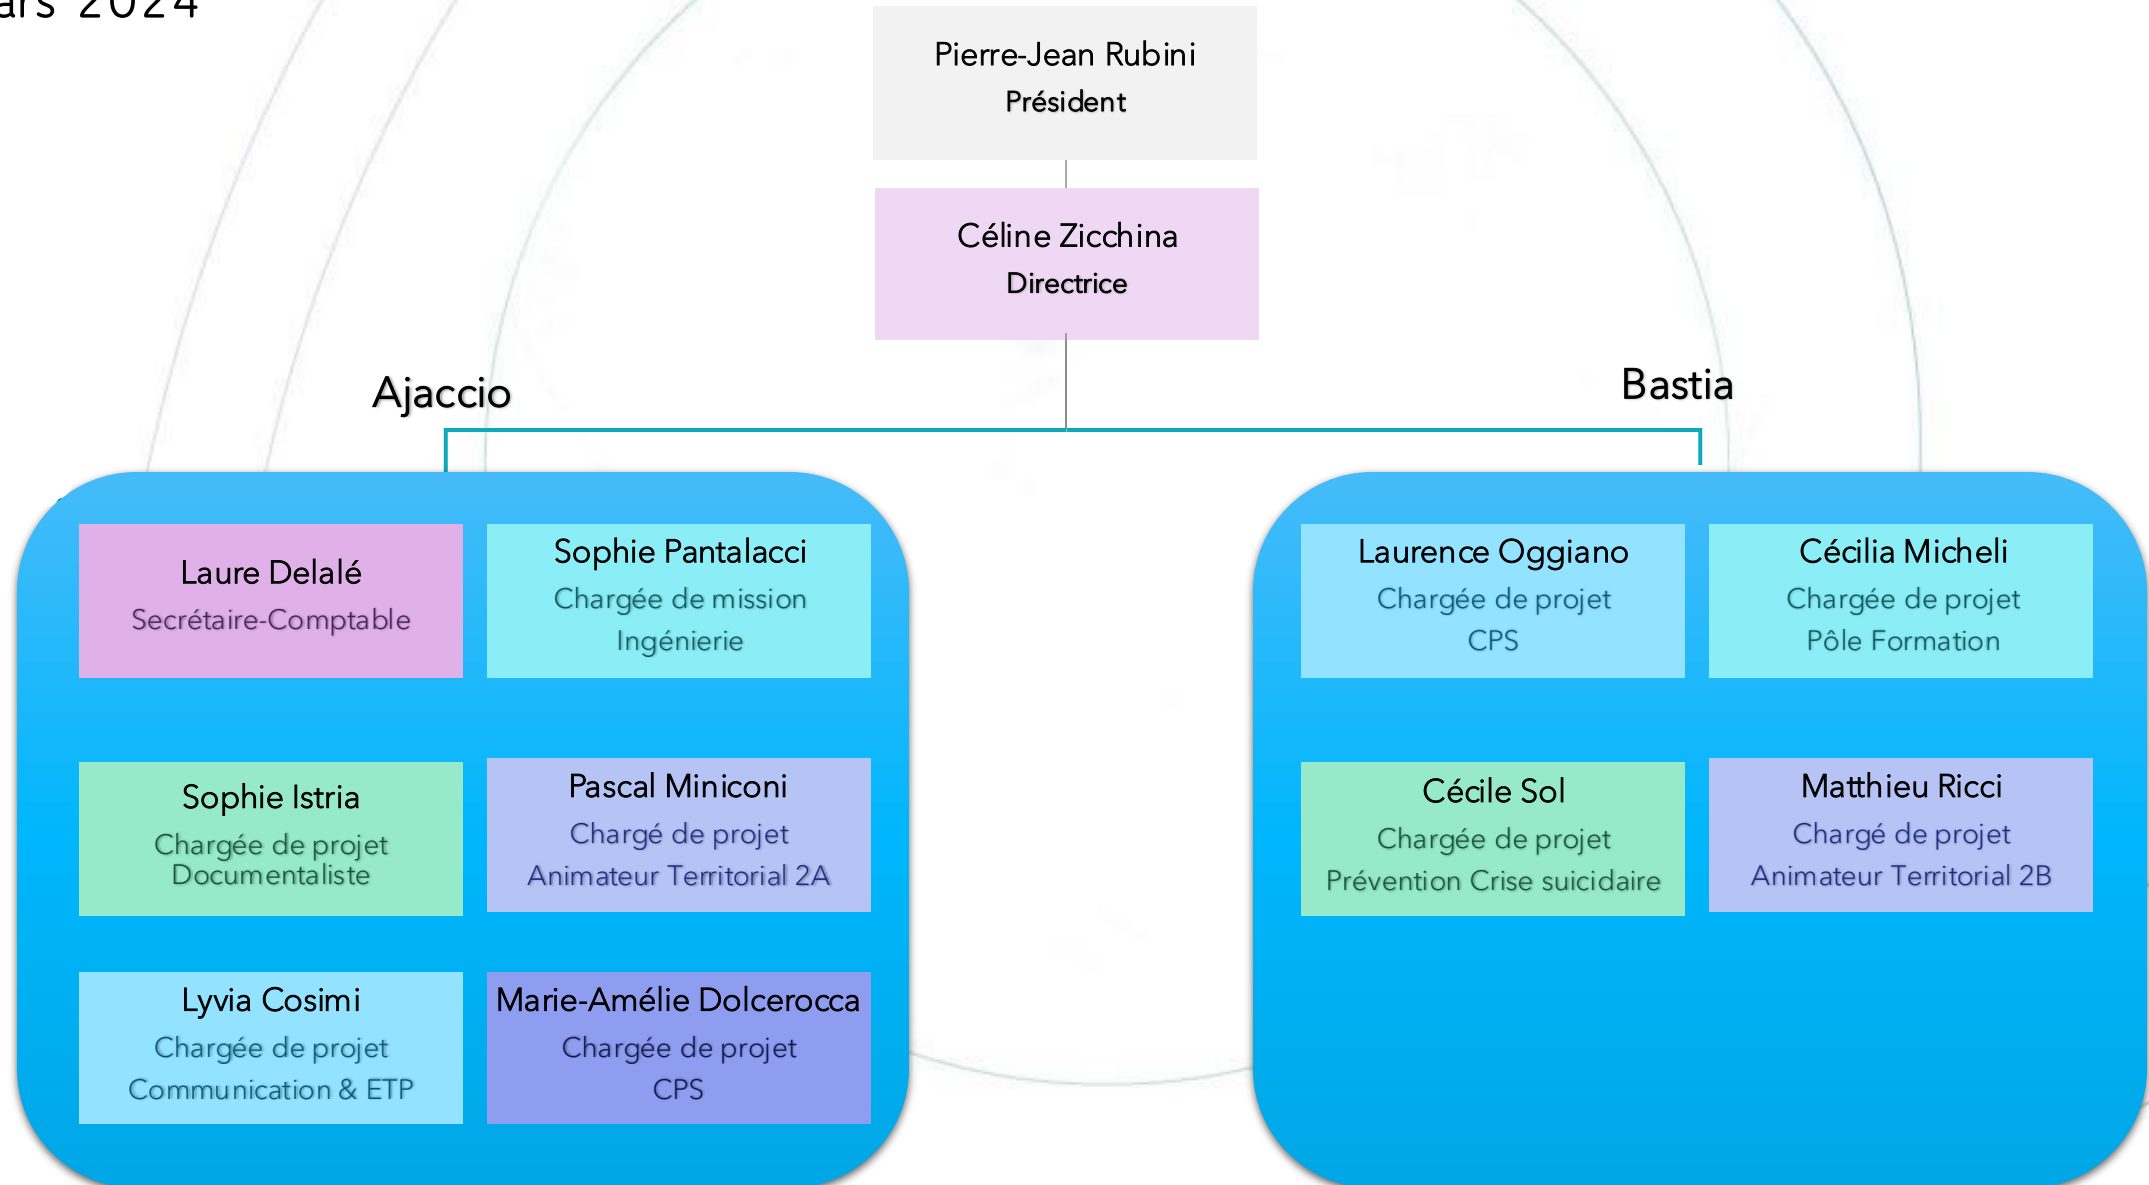 2024
Pierre-Jean Rubini
Président
Céline Zicchina
Directrice
Ajaccio
Bastia
Laure Delalé
Secrétaire-Comptable
Sophie Pantalacci
Chargée de mission
Ingénierie
Sophie Istria
Chargée de projet
Documentaliste
Pascal Miniconi
Chargé de projet
Animateur Territorial 2A
Lyvia Cosimi
Chargée de projet
Communication & ETP
Marie-Amélie Dolcerocca
Chargée de projet
CPS
Laurence Oggiano
Chargée de projet
CPS
Cécilia Micheli
Chargée de projet
Pôle Formation
Cécile Sol
Chargée de projet
Prévention Crise suicidaire
Matthieu Ricci
Chargé de projet
Animateur Territorial 2B